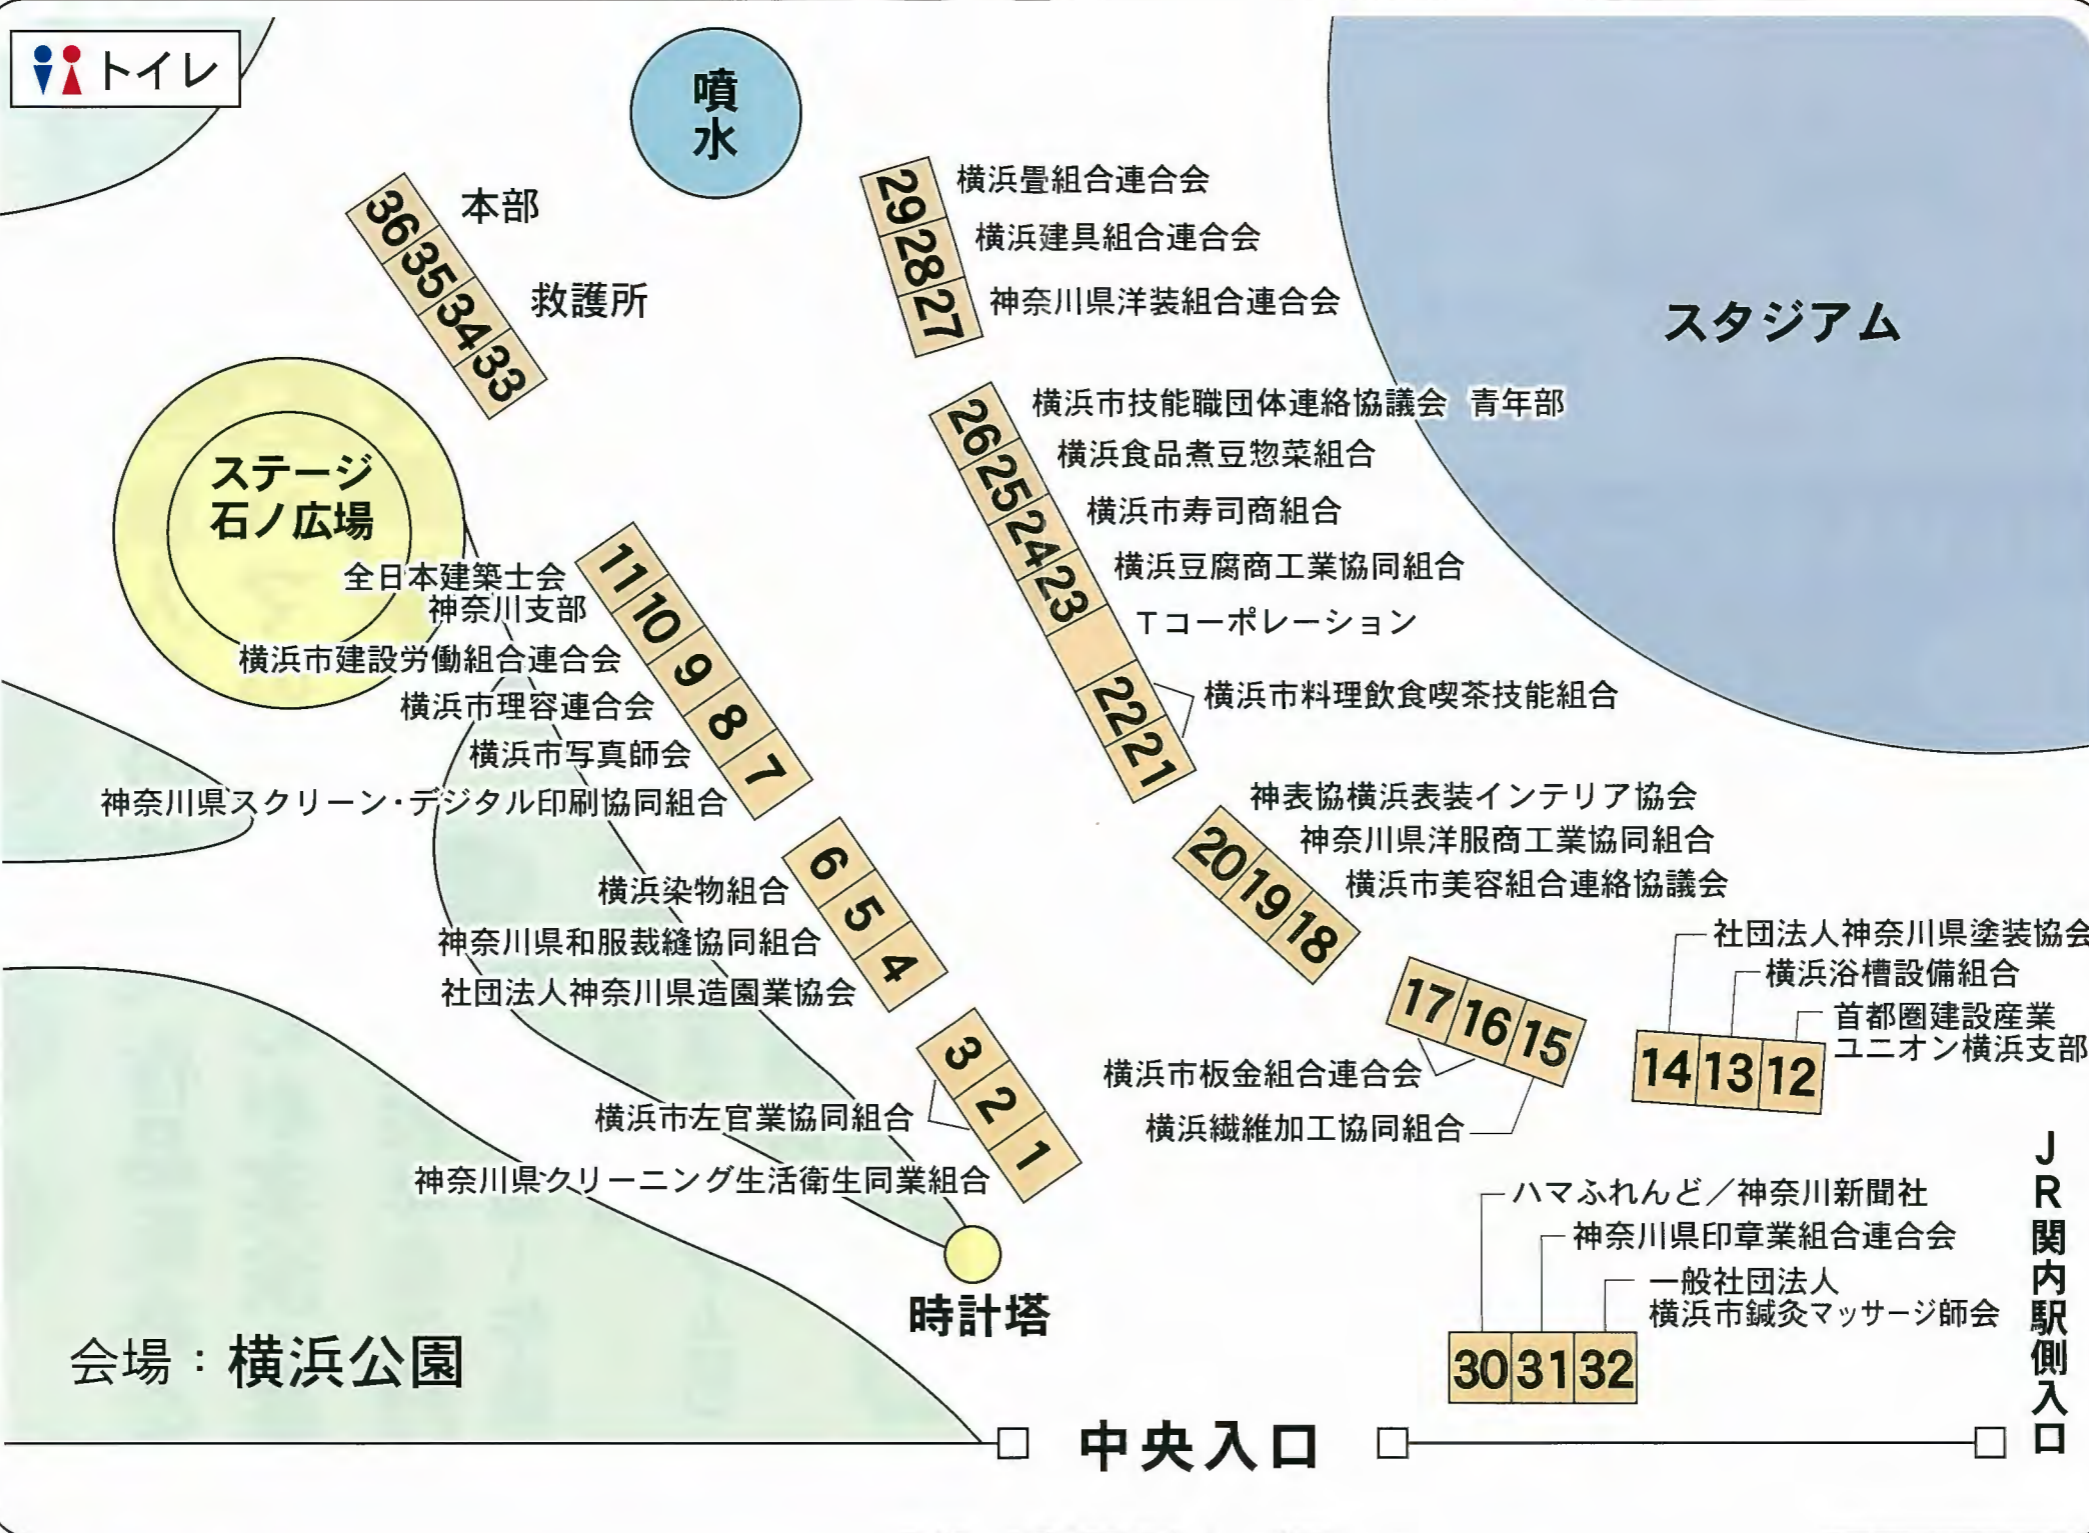 トイレ
噴水
スタジアム
36
35
34
33
本部
救護所
29
28
27
横浜畳組合連合会
横浜建具組合連合会
神奈川県洋装組合連合会
26
25
24
23
22
21
横浜市技能職団体連絡協議会 青年部
横浜食品煮豆惣菜組合
横浜市寿司商組合
横浜豆腐商工業協同組合
Tコーポレーション
横浜市料理飲食喫茶技能組合
ステージ
石ノ広場
11
10
9
8
7
全日本建築士会
神奈川支部
横浜市建設労働組合連合会
横浜市理容連合会
横浜市写真師会
神奈川県スクリーン・デジタル印刷協同組合
20
19
18
神表協横浜表装インテリア協会
神奈川県洋服商工業協同組合
横浜市美容組合連絡協議会
6
5
4
横浜染物組合
神奈川県和服裁縫協同組合
社団法人神奈川県造園業協会
17
16
15
横浜市板金組合連合会
横浜繊維加工協同組合
社団法人神奈川県塗装協会
横浜浴槽設備組合
首都圏建設産業
ユニオン横浜支部
14
13
12
3
2
1
横浜市左官業協同組合
神奈川県クリーニング生活衛生同業組合
時計塔
ハマふれんど／神奈川新聞社
神奈川県印章業組合連合会
一般社団法人
横浜市鍼灸マッサージ師会
30
31
32
JR関内駅側入口
会場：横浜公園
中央入口